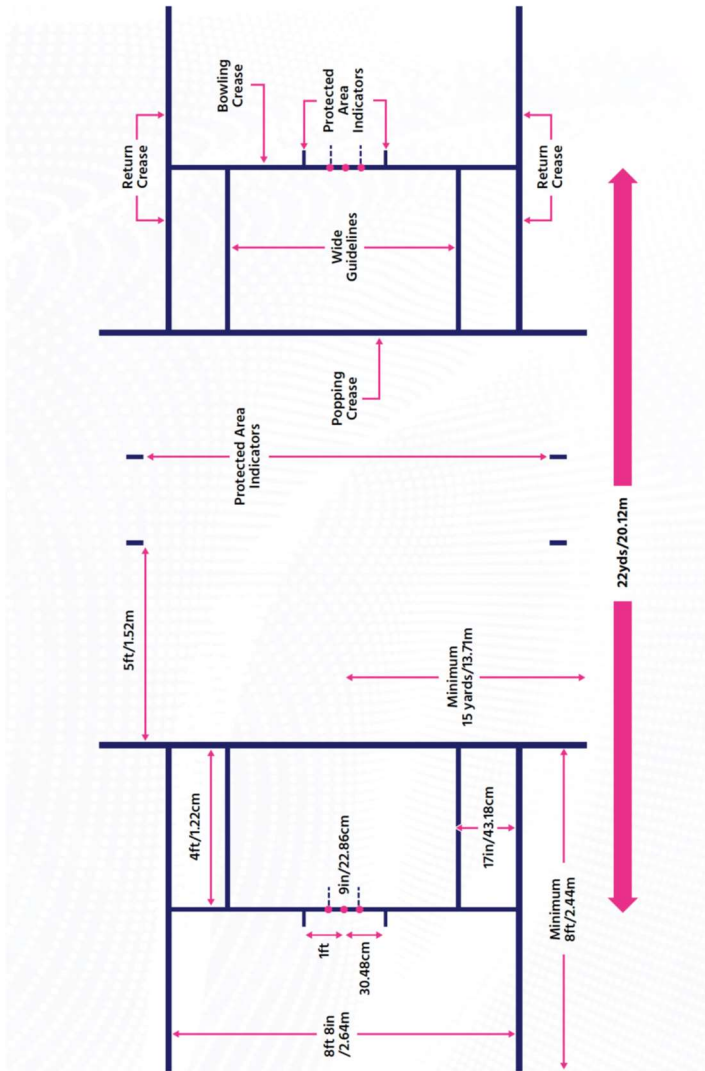 Return
Crease
Bowling
Crease
Protected
Area
Indicators
Return
Crease
Wide
Guidelines
Popping
Crease
Protected Area
Indicators
22yds/20.12m
5ft/1.52m
Minimum
15 yards/13.71m
4ft/1.22cm
9in/22.86cm
17in/43.18cm
1ft
30.48cm
8ft 8in
/2.64m
Minimum
8ft/2.44m